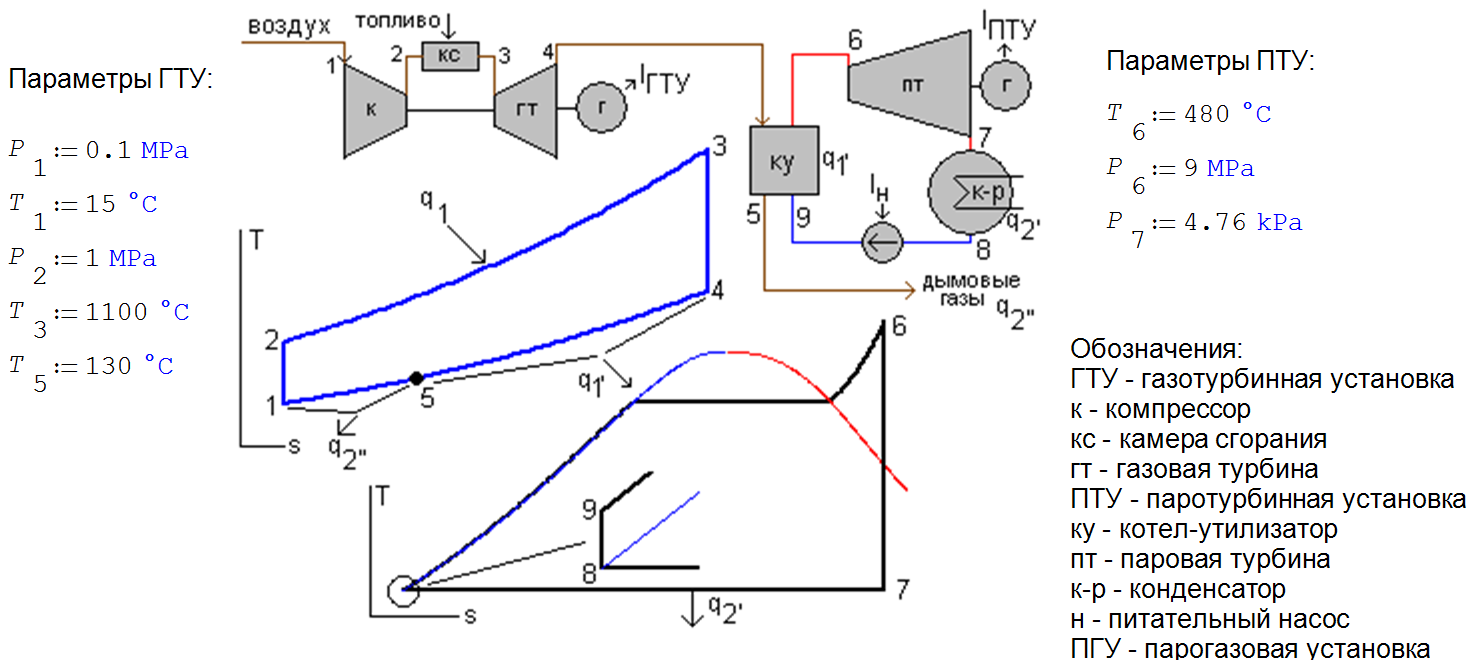 Параметры ГТУ:
P1:=0.1 MPa
T1:=15 °C
P2:=1 MPa
T3:=1100 °C
T5:=130 °C
воздух
топливо
1
2
кс
3
4
к
гт
г
lГТУ
6
lПТУ
пт
г
7
ку
q1'
lн
к-р
q2'
5
9
8
дымовые
газы q2"
T
q1
3
2
4
1
5
q1'
q2"
s
6
T
9
8
7
q2'
s
Параметры ПТУ:
T6:=480 °C
P6:=9 MPa
P7:=4.76 kPa
Обозначения:
ГТУ - газотурбинная установка
к - компрессор
кс - камера сгорания
гт - газовая турбина
ПТУ - паротурбинная установка
ку - котел-утилизатор
пт - паровая турбина
к-р - конденсатор
н - питательный насос
ПГУ - парогазовая установка